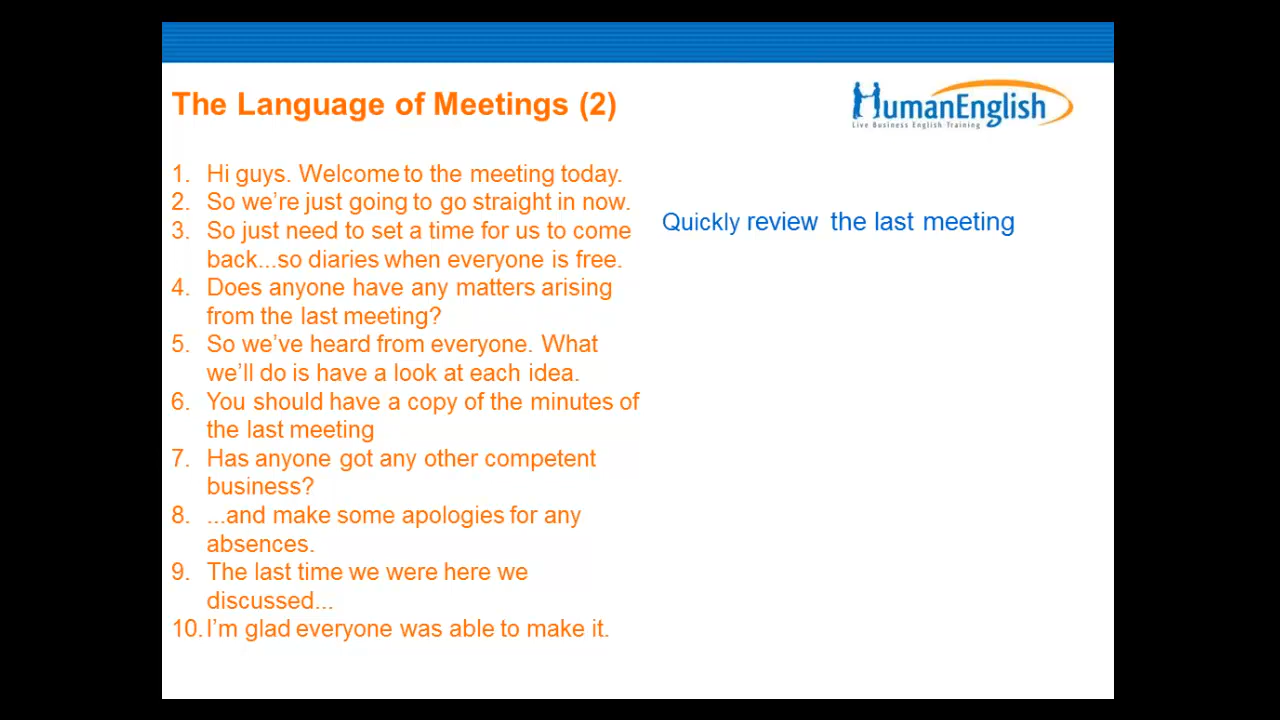 The Language of Meetings (2)
HumanEnglish
Live Business English Training
1. Hi guys. Welcome to the meeting today.
2. So we're just going to go straight in now.
3. So just need to set a time for us to come
back...so diaries when everyone is free.
4. Does anyone have any matters arising
from the last meeting?
5. So we've heard from everyone. What
we'll do is have a look at each idea.
6. You should have a copy of the minutes of
the last meeting
7. Has anyone got any other competent
business?
8. ...and make some apologies for any
absences.
9. The last time we were here we
discussed...
10. I'm glad everyone was able to make it.
Quickly review the last meeting